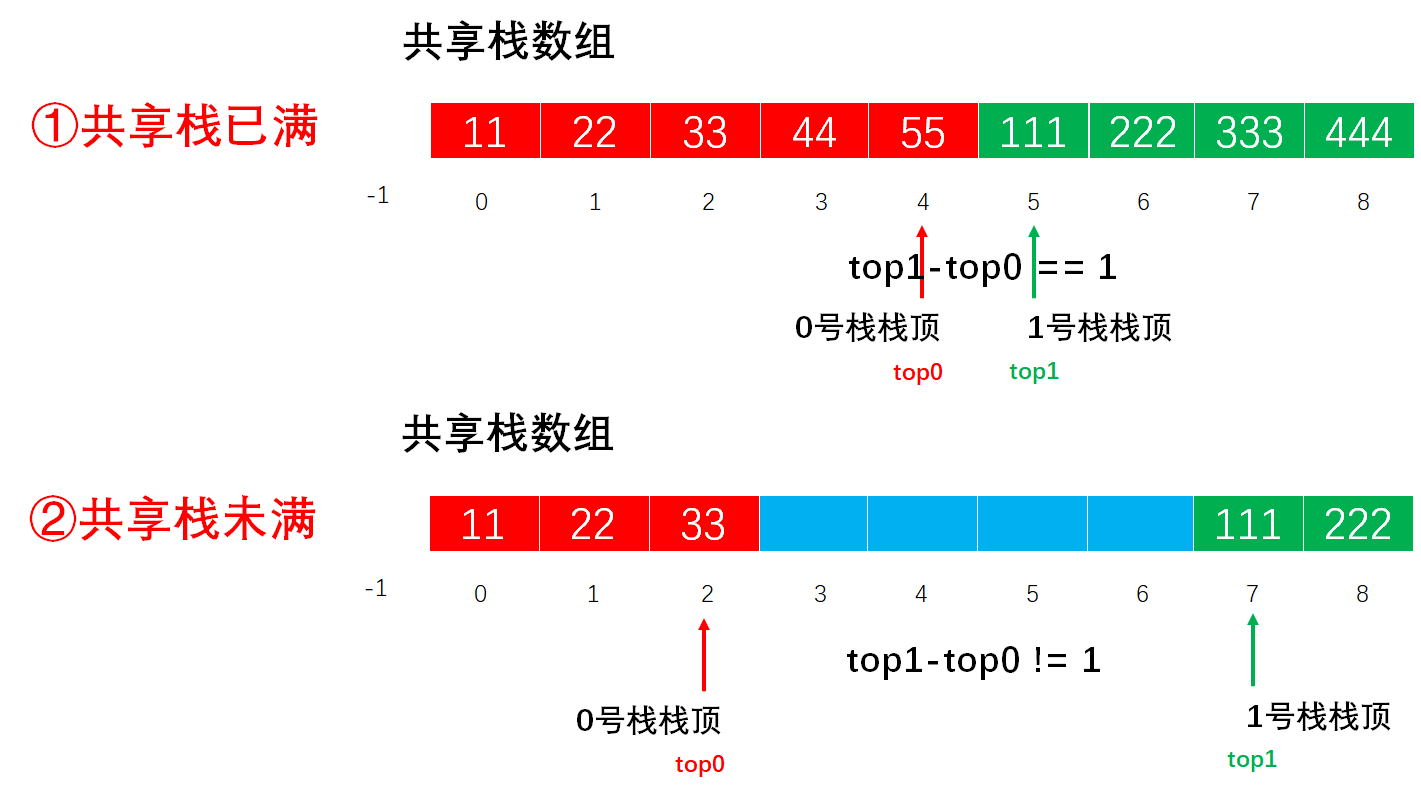 共享栈数组
①共享栈已满
11 22 33 44 55 111 222 333 444
-1 0 1 2 3 4 5 6 7 8
top1-top0 == 1
0号栈栈顶 1号栈栈顶
top0 top1
共享栈数组
②共享栈未满
11 22 33 111 222
-1 0 1 2 3 4 5 6 7 8
top1-top0 != 1
0号栈栈顶 1号栈栈顶
top0 top1